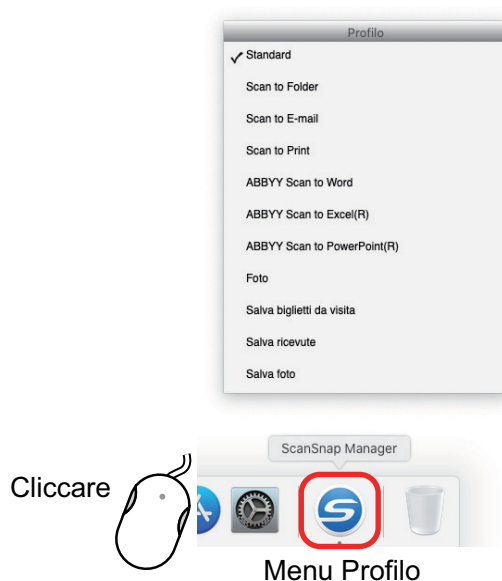 Profilo
Standard
Scan to Folder
Scan to E-mail
Scan to Print
ABBYY Scan to Word
ABBYY Scan to Excel(R)
ABBYY Scan to PowerPoint(R)
Foto
Salva biglietti da visita
Salva ricevute
Salva foto
ScanSnap Manager
Cliccare
Menu Profilo